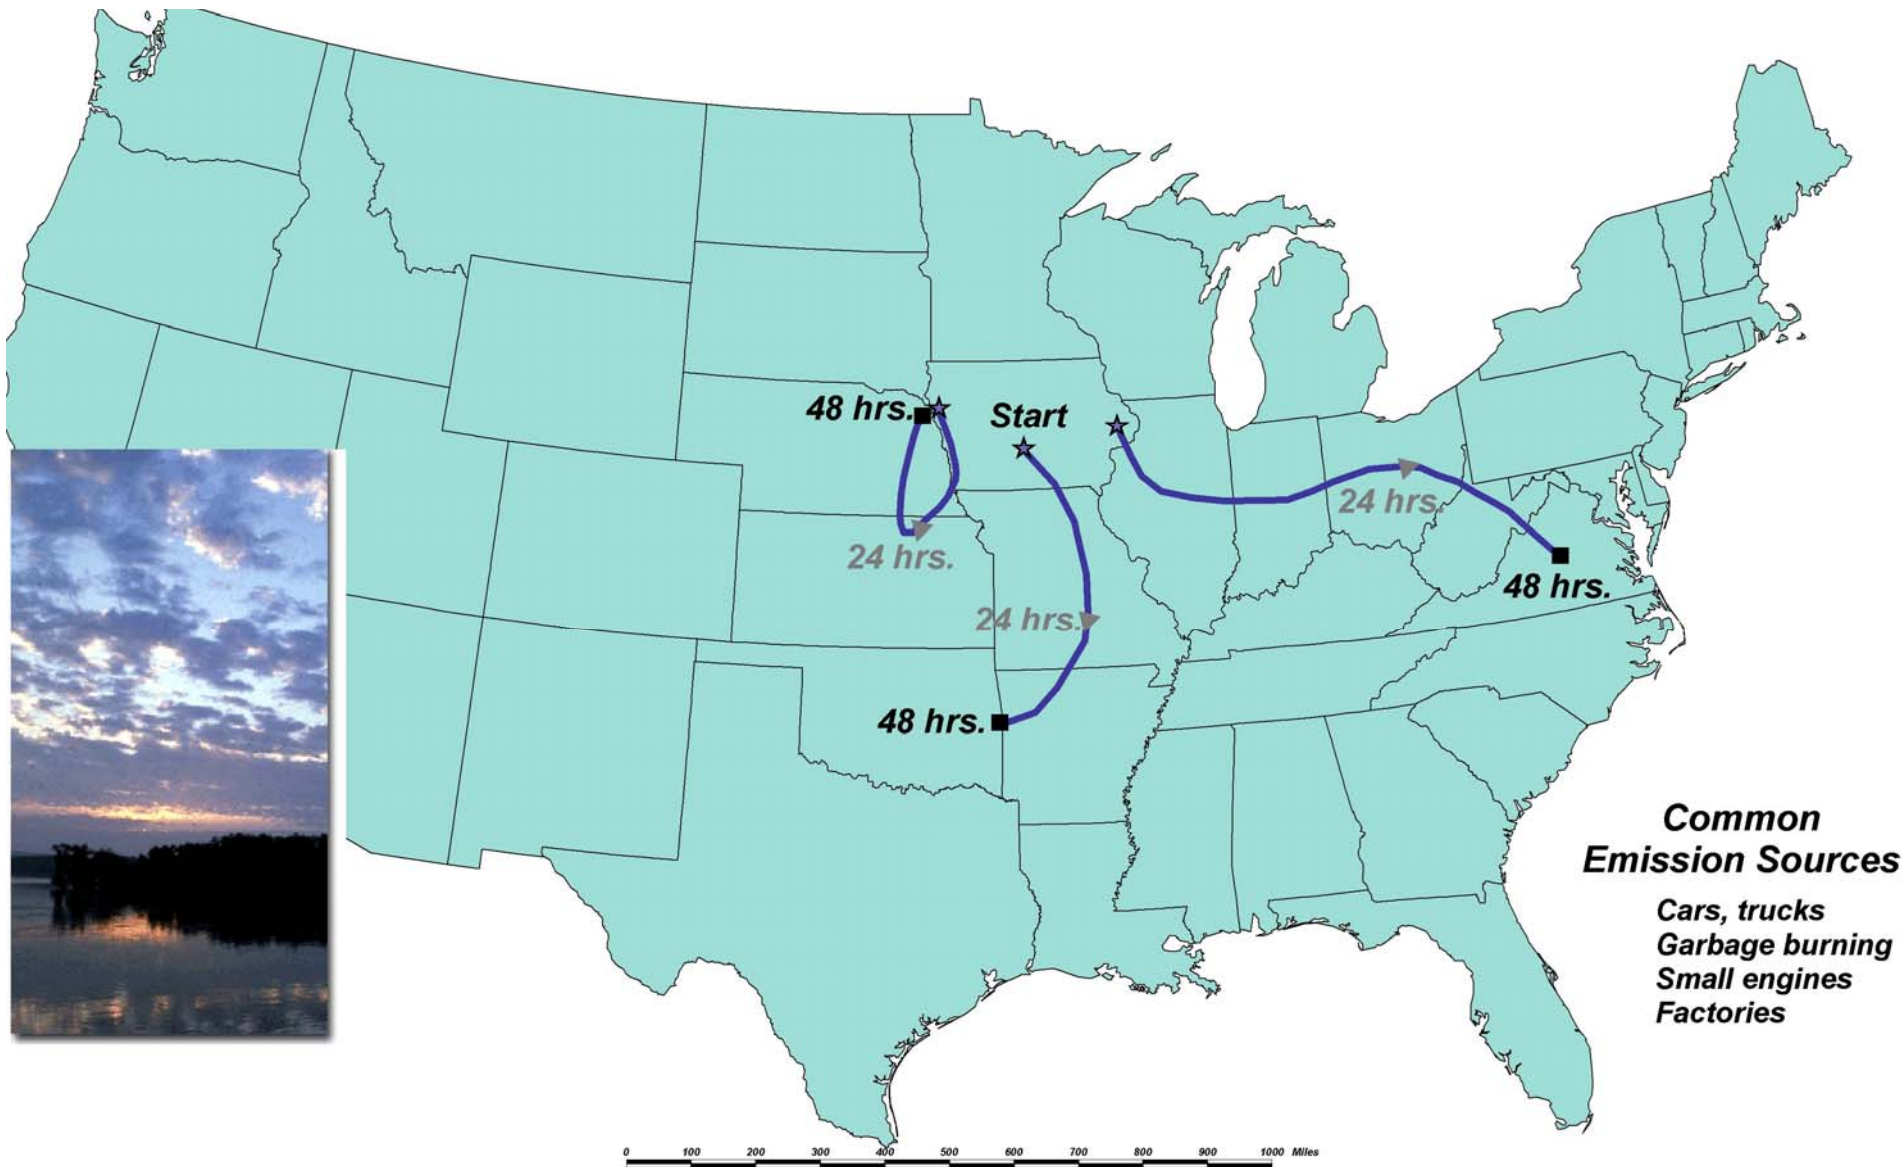 48 hrs.
Start
24 hrs.
24 hrs.
48 hrs.
24 hrs.
48 hrs.
Common
Emission Sources
Cars, trucks
Garbage burning
Small engines
Factories
0 100 200 300 400 500 600 700 800 900 1000 Miles